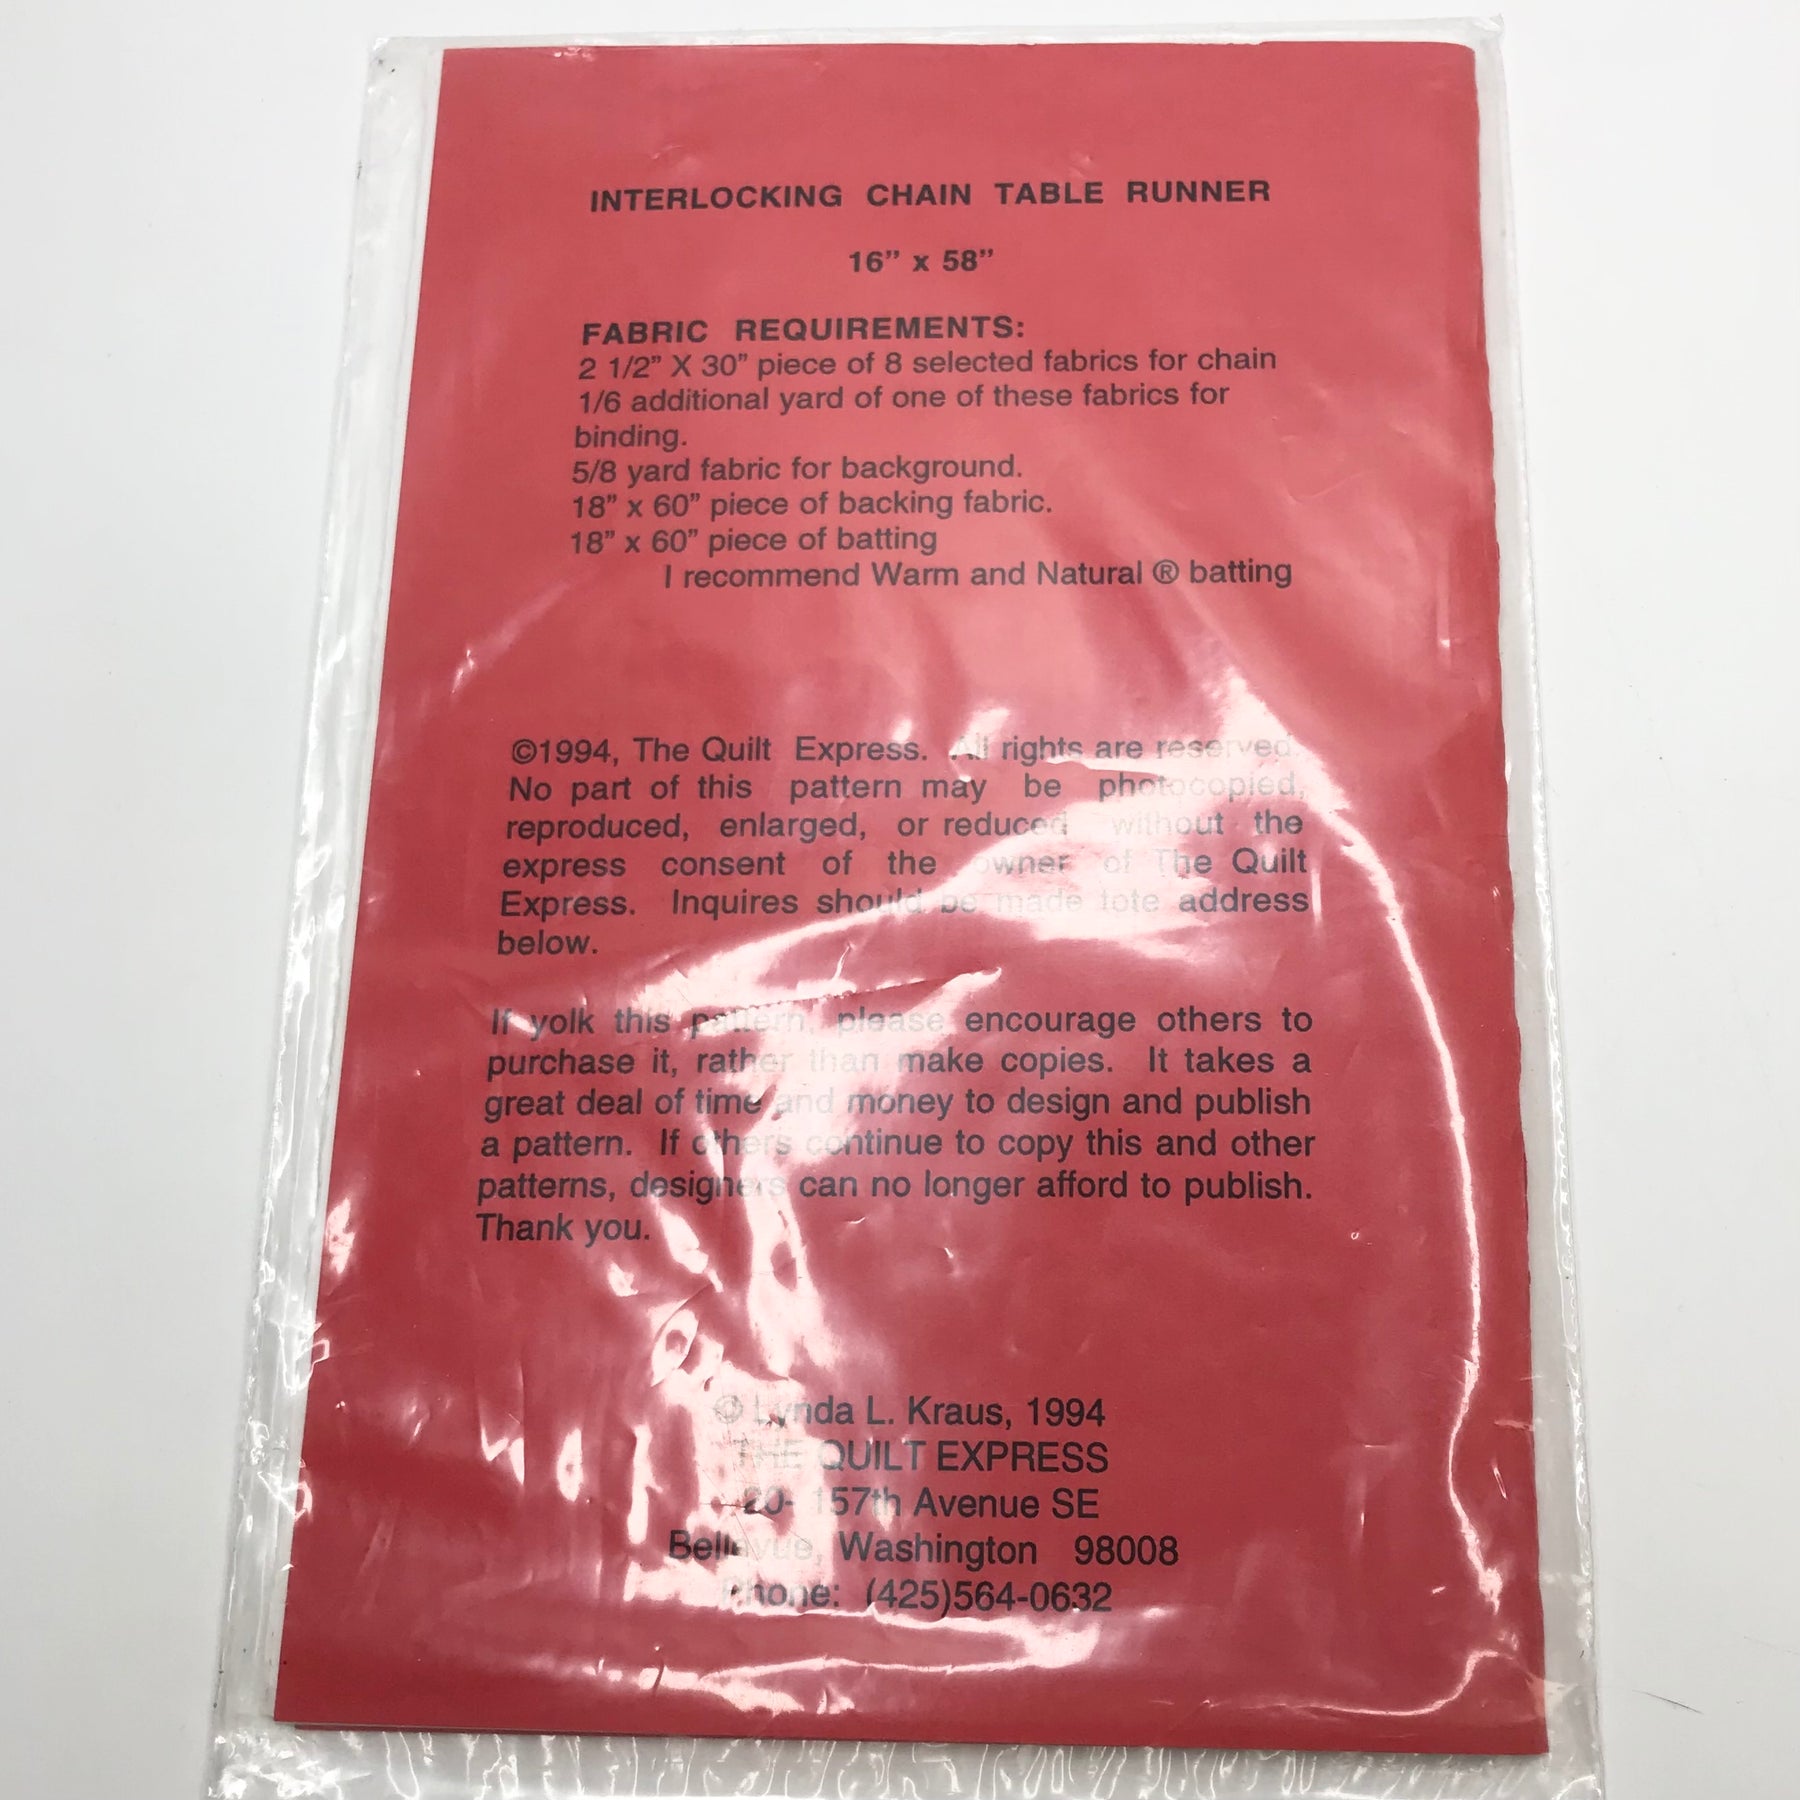 INTERLOCKING CHAIN TABLE RUNNER
16” x 58”
FABRIC REQUIREMENTS:
2 1/2” X 30” piece of 8 selected fabrics for chain
1/6 additional yard of one of these fabrics for
binding.
5/8 yard fabric for background.
18” x 60” piece of backing fabric.
18” x 60” piece of batting
I recommend Warm and Natural ® batting
©1994, The Quilt Express. All rights are reserved.
No part of this pattern may be photocopied,
reproduced, enlarged, or reduced without the
express consent of the owner of The Quilt
Express. Inquires should be made tote address
below.
If yolk this pattern, please encourage others to
purchase it, rather than make copies. It takes a
great deal of time and money to design and publish
a pattern. If others continue to copy this and other
patterns, designers can no longer afford to publish.
Thank you.
© Lynda L. Kraus, 1994
THE QUILT EXPRESS
20- 157th Avenue SE
Bellevue, Washington 98008
Phone: (425)564-0632